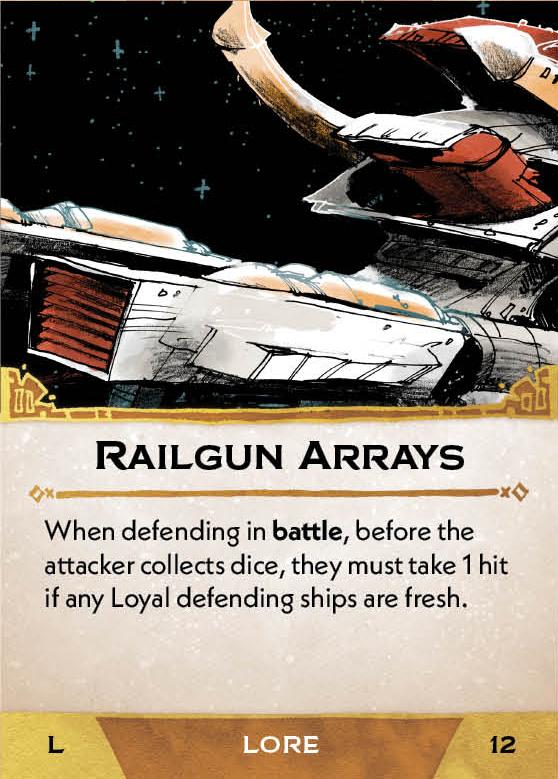 RAILGUN ARRAYS
When defending in battle, before the
attacker collects dice, they must take 1 hit
if any Loyal defending ships are fresh.
L LORE 12